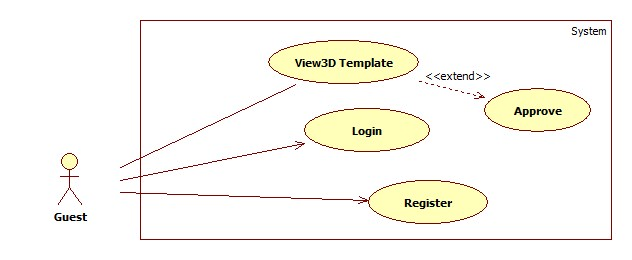 System
View3D Template
<<extend>>
Approve
Login
Register
Guest